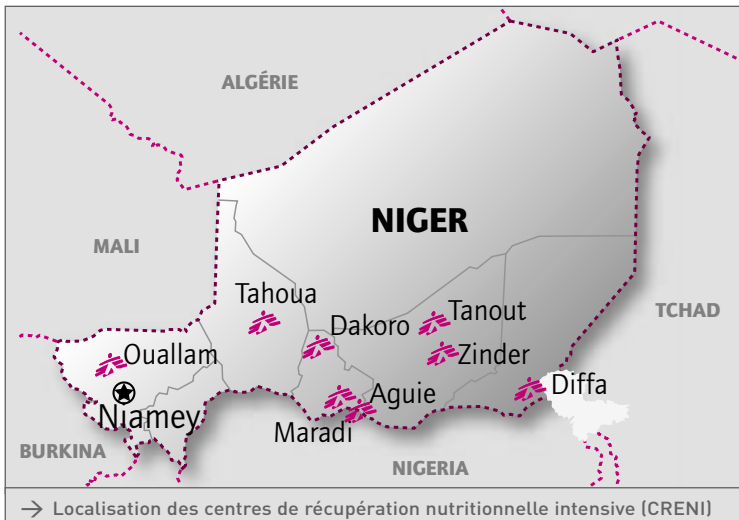 ALGÉRIE
NIGER
MALI
TCHAD
Tahoua
Tanout
Dakoro
Ouallam
Zinder
Aguie
Diffa
Niamey
Maradi
BURKINA
NIGERIA
→ Localisation des centres de récupération nutritionnelle intensive (CRENI)